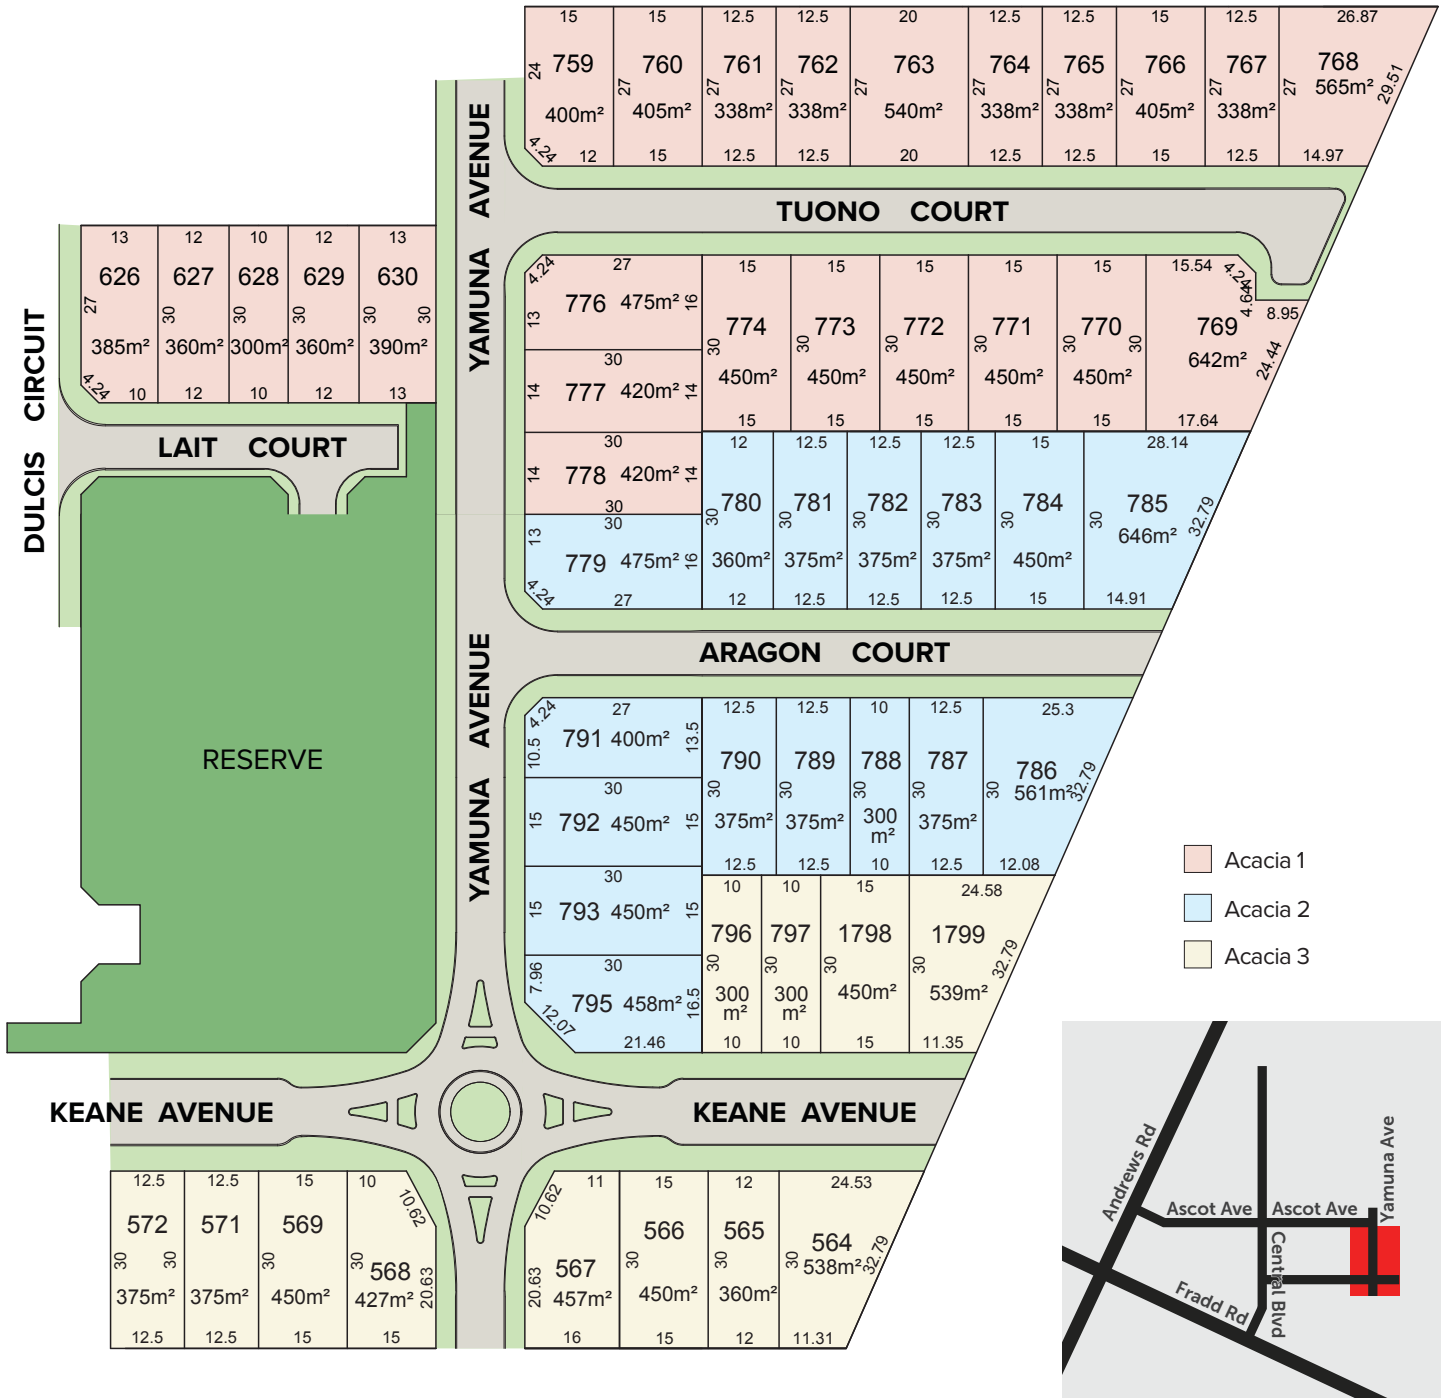 15 15 12.5 12.5 20 12.5 12.5 15 12.5 26.87
24 759 760 761 762 763 764 765 766 767 768
27 27 27 27 27 27 27 27 27 565m² 29.51
400m² 405m² 338m² 338m² 540m² 338m² 338m² 405m² 338m²
4.24 12 15 12.5 12.5 20 12.5 12.5 15 12.5 14.97
YAMUNA AVENUE
TUONO COURT
13 12 10 12 13
626 627 628 629 630
27 30 30 30 30 30
385m² 360m² 300m² 360m² 390m²
4.24 10 12 10 12 13
DULCIS CIRCUIT
LAIT COURT
4.24 27
776 475m² 16
13
30
14 777 420m² 14
30
14 778 420m² 14
30
15 15 15 15 15 15.54 4.24
4.64 8.95
774 773 772 771 770 769
30 30 30 30 30 30 642m² 24.44
450m² 450m² 450m² 450m² 450m²
15 15 15 15 15 17.64
30
13 779 475m² 16
4.24 27
12 12.5 12.5 12.5 15 28.14
780 781 782 783 784 785
30 30 30 30 30 30 646m² 32.79
360m² 375m² 375m² 375m² 450m²
12 12.5 12.5 12.5 15 14.91
YAMUNA AVENUE
ARAGON COURT
RESERVE
4.24 27
10.5 791 400m² 13.5
30
15 792 450m² 15
30
15 793 450m² 15
30
7.96 795 458m² 16.5
12.07 21.46
12.5 12.5 10 12.5 25.3
790 789 788 787 786
30 30 30 30 30 561m² 32.79
375m² 375m² 300 375m²
m²
12.5 12.5 10 12.5 12.08
10 10 15 24.58
796 797 1798 1799
30 30 30 30 32.79
300 300 450m² 539m²
m² m²
10 10 15 11.35
Acacia 1
Acacia 2
Acacia 3
KEANE AVENUE KEANE AVENUE
12.5 12.5 15 10 10.62
572 571 569 568
30 30 30 30 20.63
375m² 375m² 450m² 427m²
12.5 12.5 15 15
10.62 11 15 12 24.53
567 566 565 564
20.63 30 30 30 538m² 32.79
457m² 450m² 360m²
16 15 12 11.31
Andrews Rd
Ascot Ave Ascot Ave
Yamuna Ave
Central Blvd
Fradd Rd